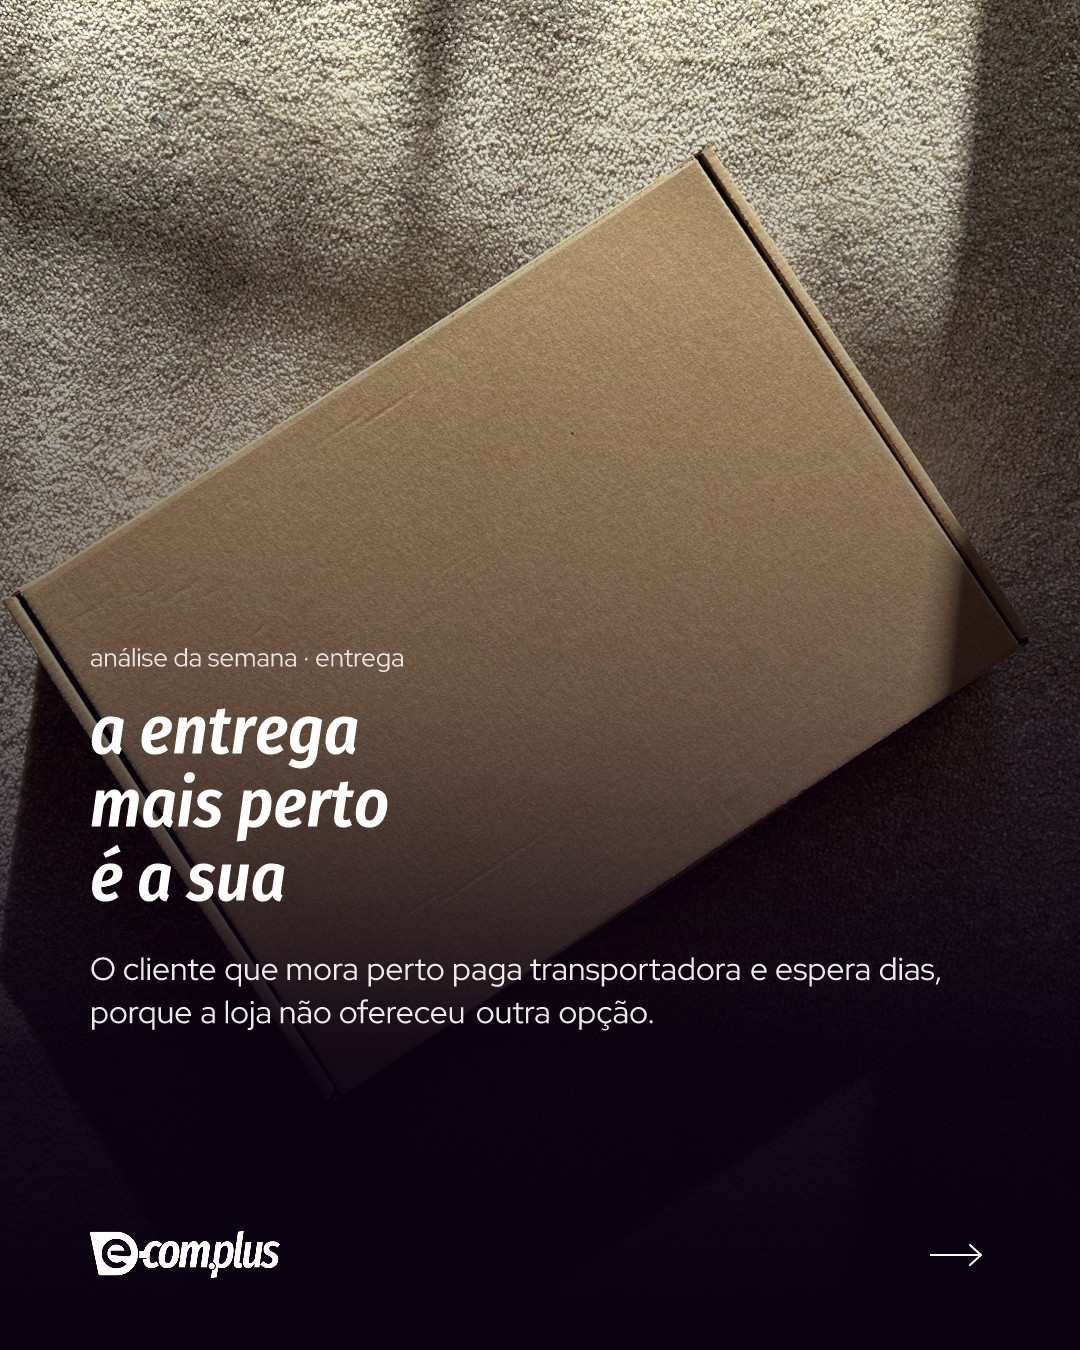 análise da semana · entrega
a entrega
mais perto
é a sua
O cliente que mora perto paga transportadora e espera dias,
porque a loja não ofereceu outra opção.
e-com.plus